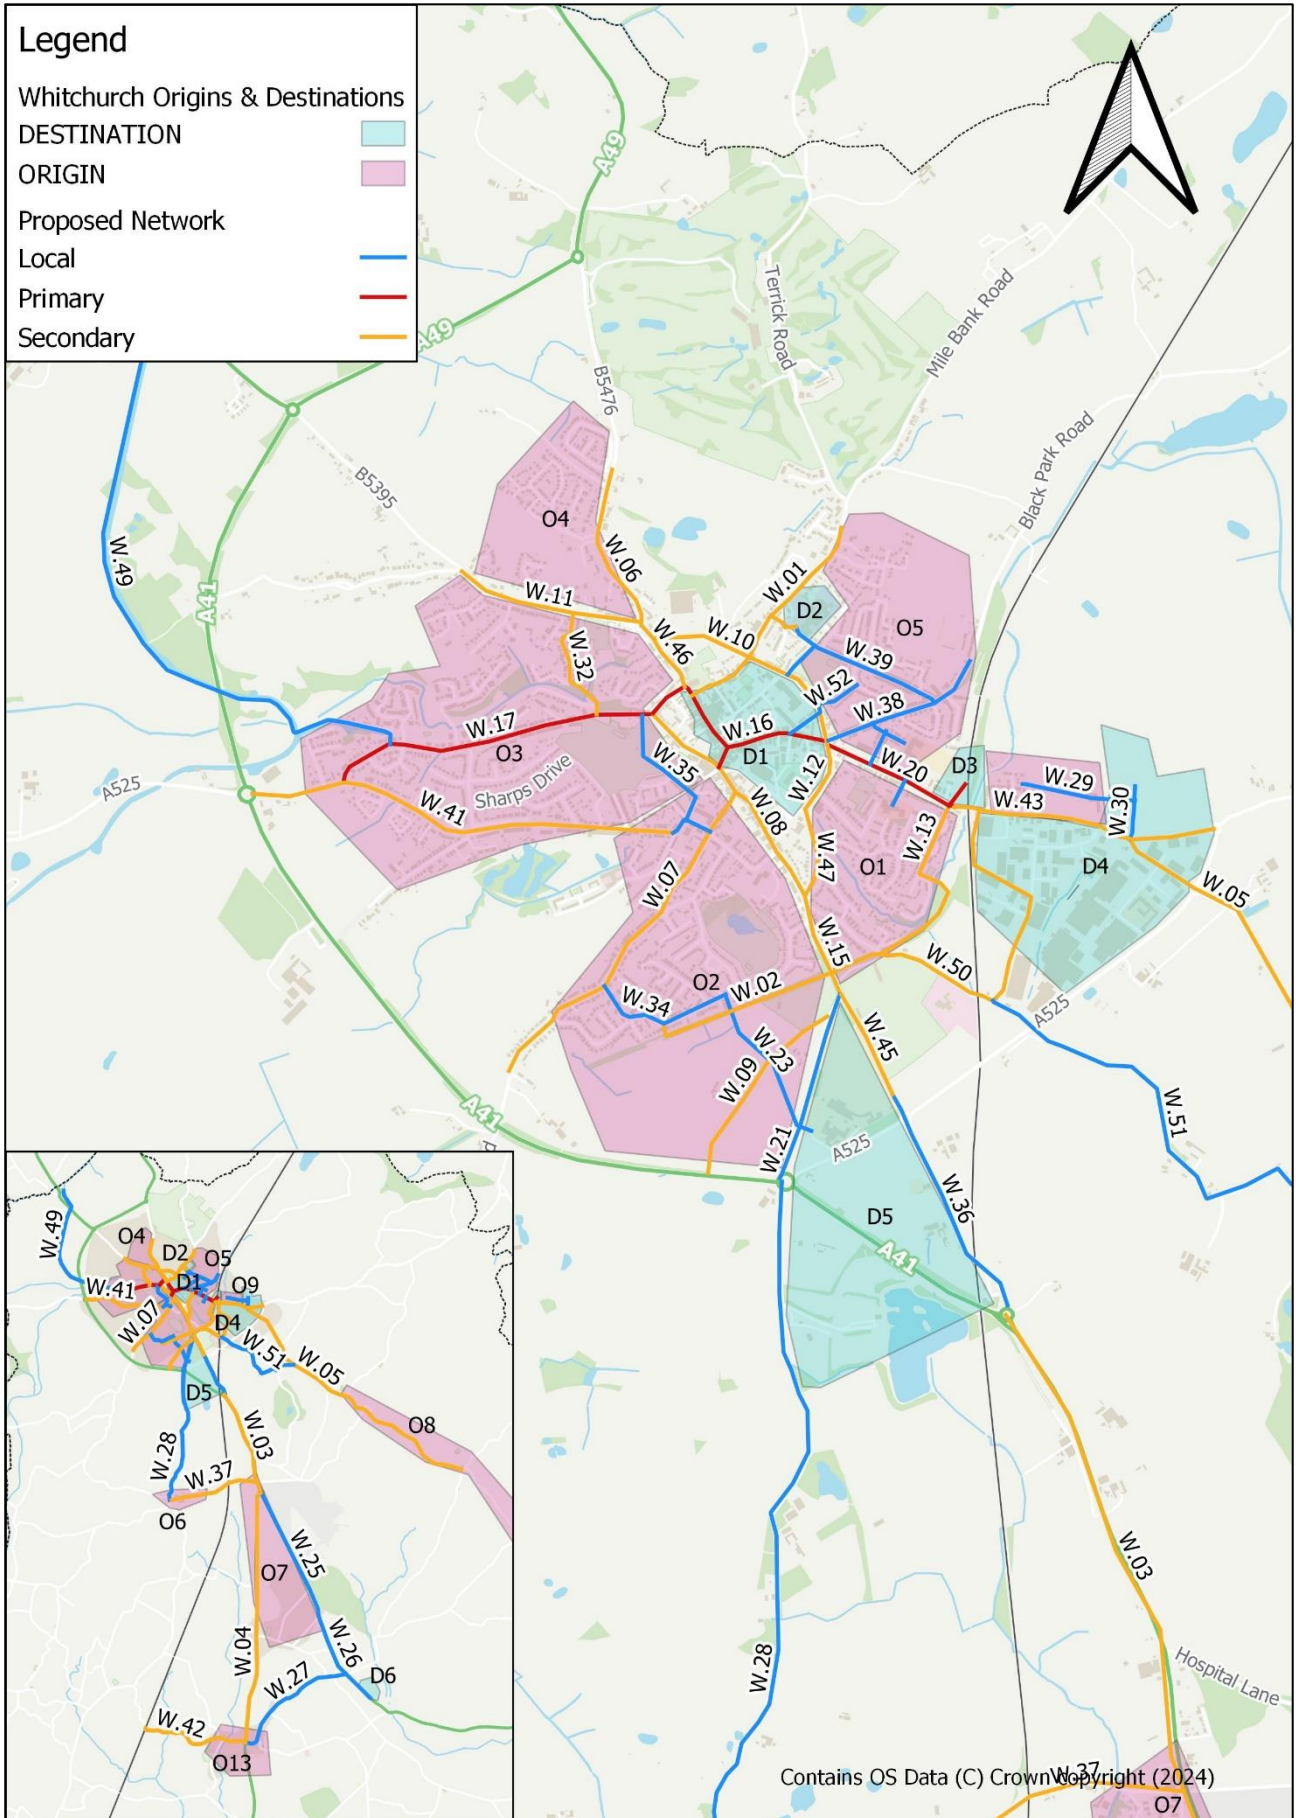 Legend
Whitchurch Origins & Destinations
DESTINATION
ORIGIN
Proposed Network
Local
Primary
Secondary
A49
A49
B5476
Terrick Road
Mile Bank Road
Black Park Road
B5395
W.49
A41
O4
W.06
W.11
W.32
W.46
W.10
W.01
D2
O5
W.39
W.52
W.38
W.17
O3
W.16
D1
W.20
D3
W.35
W.12
W.08
W.29
W.43
W.30
A525
Sharps Drive
W.41
W.47
O1
W.13
D4
W.05
W.07
W.15
O2
W.02
W.50
W.34
A525
W.45
W.23
W.09
W.51
A41
d
W.21
A525
W.36
D5
A41
W.03
Hospital Lane
W.28
W.37
O7
Contains OS Data (C) Crown Copyright (2024)
W.49
O4
D2
O5
D1
O9
W.41
W.07
D4
W.51
W.05
D5
O8
W.03
W.28
W.37
O6
W.25
O7
W.26
W.04
W.27
D6
W.42
O13